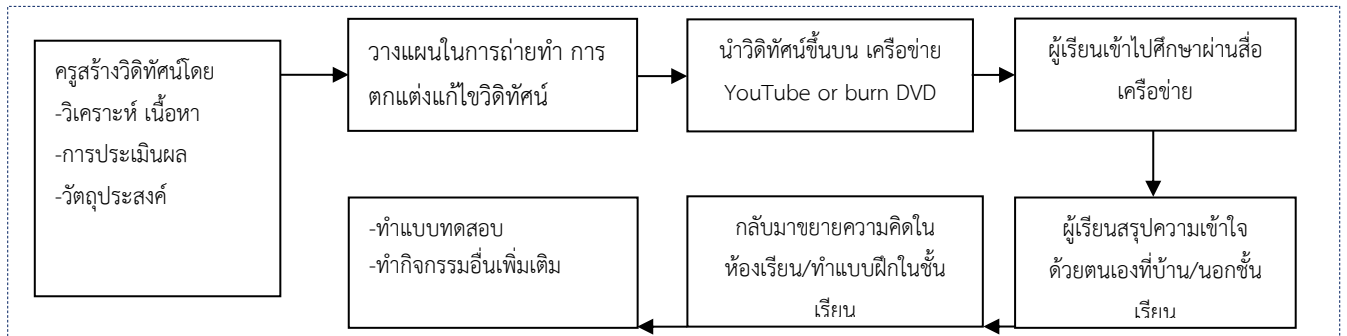 ครูสร้างวิดิทัศน์โดย
-วิเคราะห์ เนื้อหา
-การประเมินผล
-วัตถุประสงค์
วางแผนในการถ่ายทำ การ
ตกแต่งแก้ไขวิดิทัศน์
นำวิดิทัศน์ขึ้นบน เครือข่าย
YouTube or burn DVD
ผู้เรียนเข้าไปศึกษาผ่านสื่อ
เครือข่าย
ผู้เรียนสรุปความเข้าใจ
ด้วยตนเองที่บ้าน/นอกชั้น
เรียน
กลับมาขยายความคิดใน
ห้องเรียน/ทำแบบฝึกในชั้น
เรียน
-ทำแบบทดสอบ
-ทำกิจกรรมอื่นเพิ่มเติม